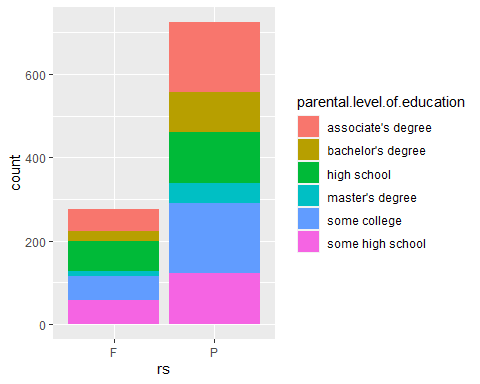 600
400
200
0
count
F P
rs
parental.level.of.education
associate's degree
bachelor's degree
high school
master's degree
some college
some high school